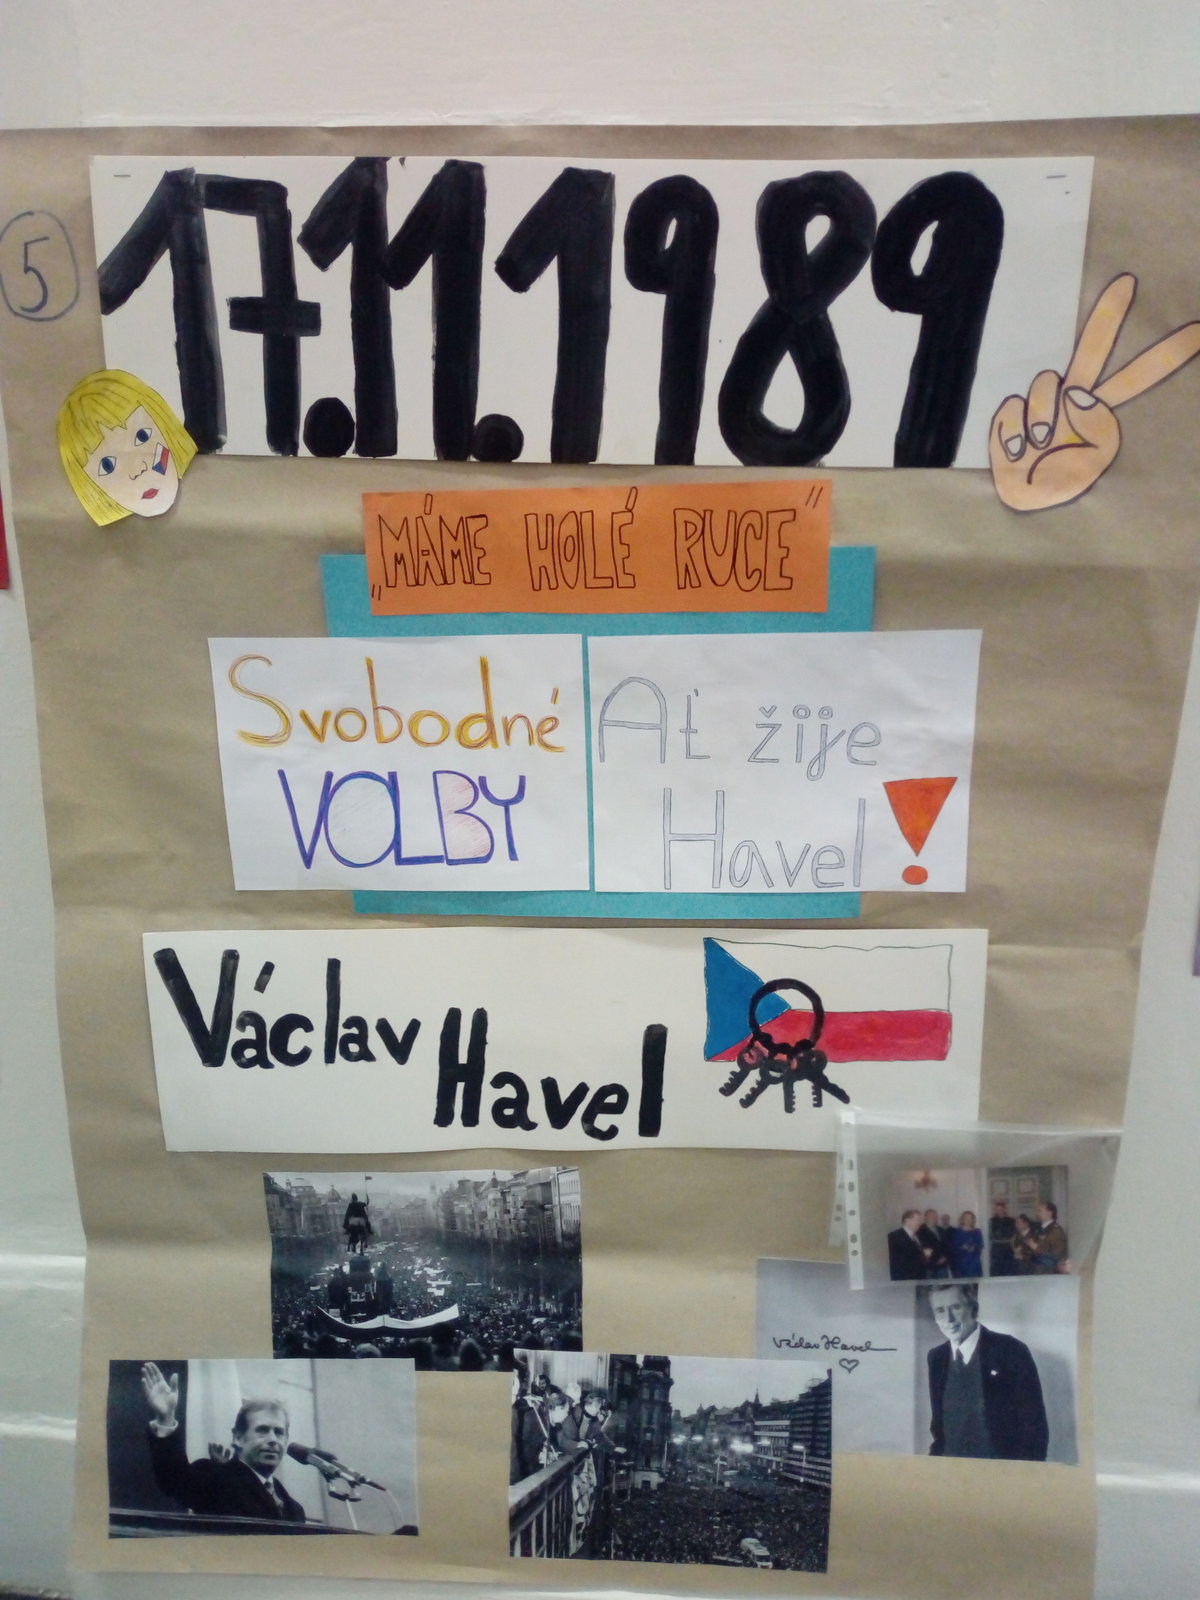 17.11.1989
5
„MÁME HOLÉ RUCE"
Svobodné
VOLBY
Ať žije
Havel!
Václav
Havel
Václav Havel